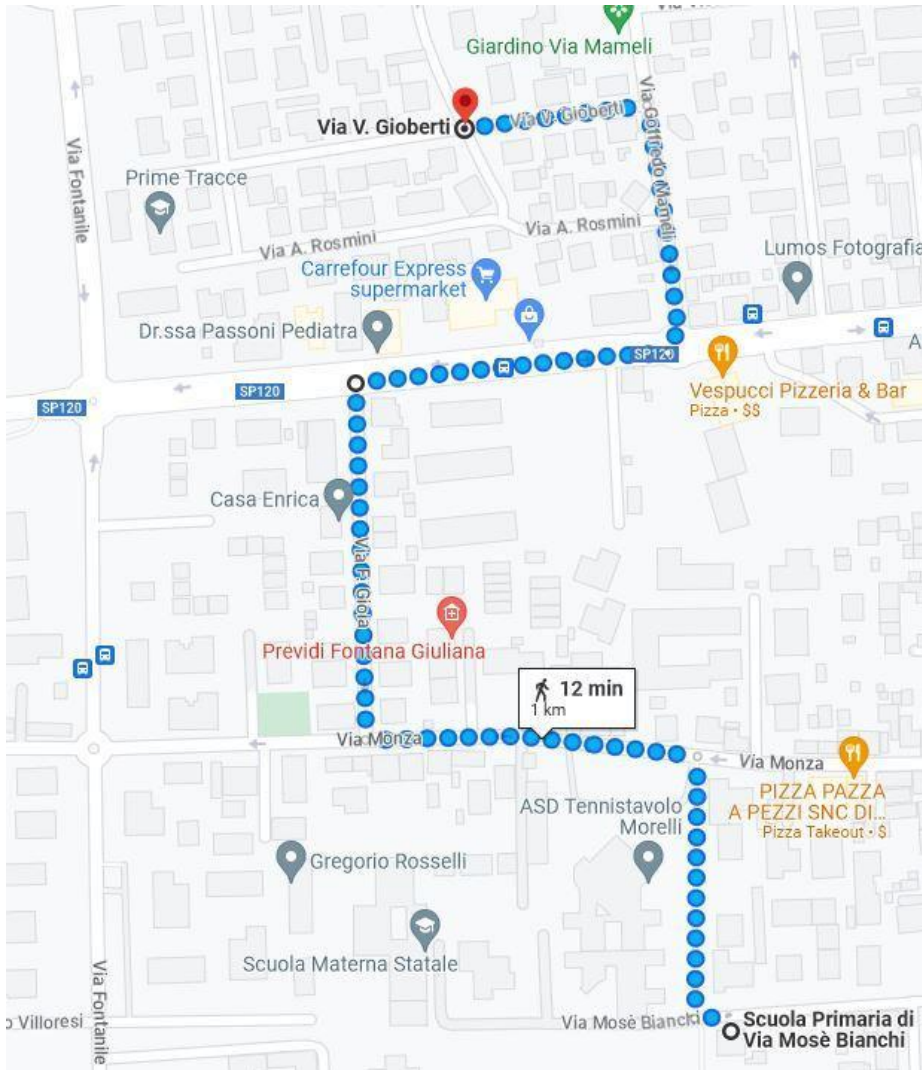 Giardino Via Mameli
Via V. Gioberti
Via V. Gioberti
Via Goffredo Mameli
Via Fontanile
Prime Tracce
Via A. Rosmini
Via A. Rosmini
Lumos Fotografia
Carrefour Express
supermarket
Dr.ssa Passoni Pediatra
SP120
Vespucci Pizzeria & Bar
Pizza • $$
SP120
SP120
Casa Enrica
Via F. Gioia
Previdi Fontana Giuliana
12 min
1 km
Via Monza
Via Monza
PIZZA PAZZA
A PEZZI SNC DI...
Pizza Takeout • $
ASD Tennistavolo
Morelli
Gregorio Rosselli
Scuola Materna Statale
Via Fontanile
o Villoresi
Via Mosè Bianchi
Scuola Primaria di
Via Mosè Bianchi